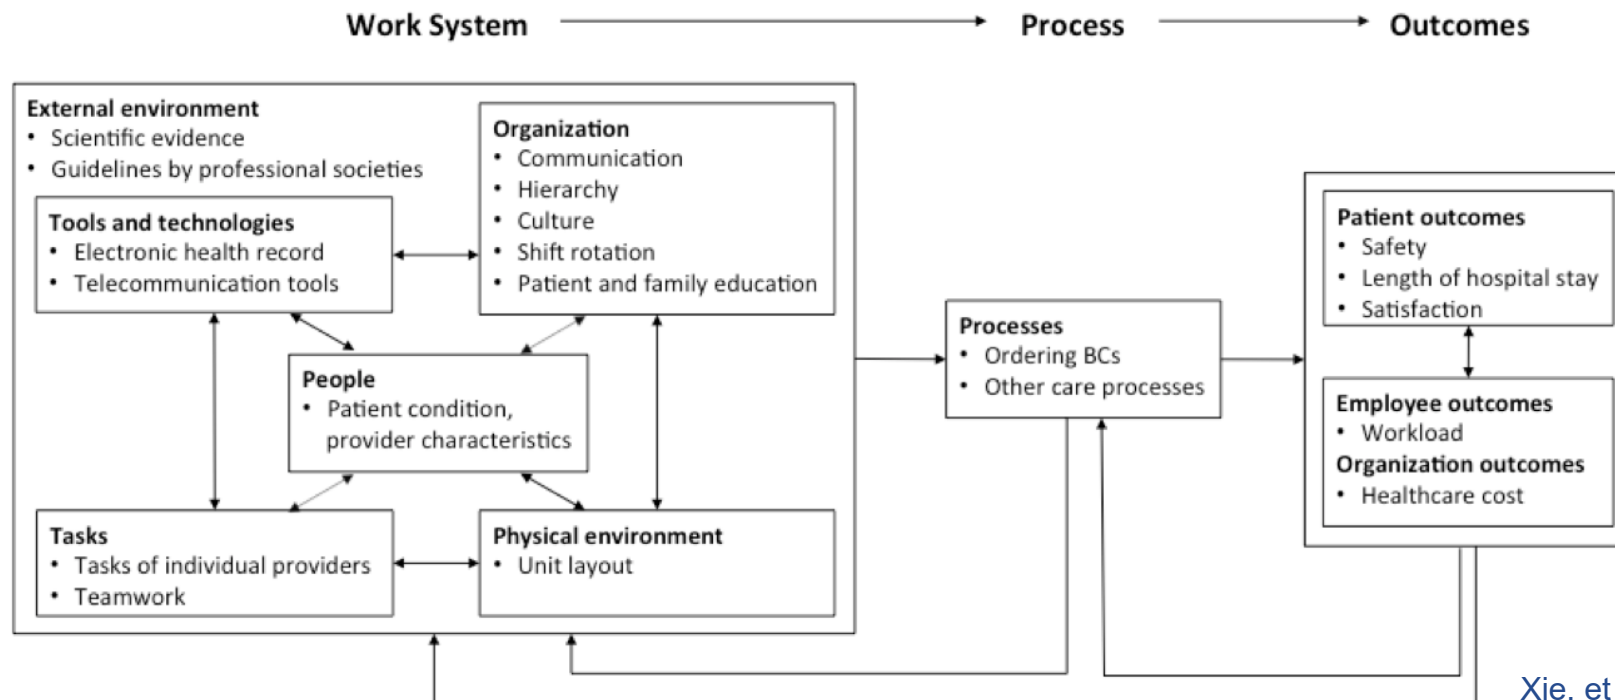 Work System
Process
Outcomes
External environment
• Scientific evidence
• Guidelines by professional societies
Tools and technologies
• Electronic health record
• Telecommunication tools
Organization
• Communication
• Hierarchy
• Culture
• Shift rotation
• Patient and family education
People
• Patient condition,
provider characteristics
Tasks
• Tasks of individual providers
• Teamwork
Physical environment
• Unit layout
Processes
• Ordering BCs
• Other care processes
Patient outcomes
• Safety
• Length of hospital stay
• Satisfaction
Employee outcomes
• Workload
Organization outcomes
• Healthcare cost
Xie, et